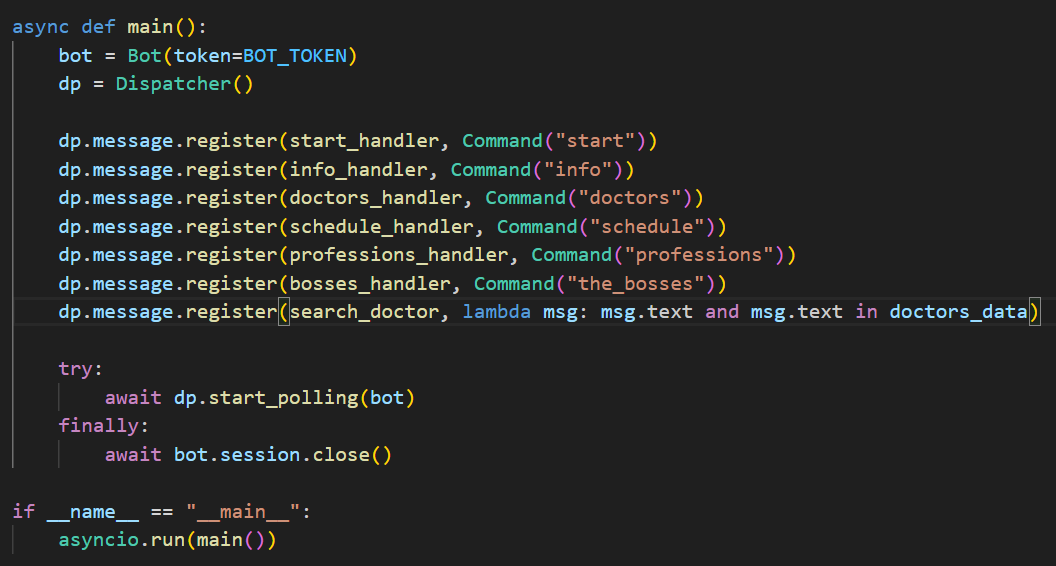 async def main():
    bot = Bot(token=BOT_TOKEN)
    dp = Dispatcher()
    dp.message.register(start_handler, Command("start"))
    dp.message.register(info_handler, Command("info"))
    dp.message.register(doctors_handler, Command("doctors"))
    dp.message.register(schedule_handler, Command("schedule"))
    dp.message.register(professions_handler, Command("professions"))
    dp.message.register(bosses_handler, Command("the_bosses"))
    dp.message.register(search_doctor, lambda msg: msg.text and msg.text in doctors_data)
    try:
        await dp.start_polling(bot)
    finally:
        await bot.session.close()
if __name__ == "__main__":
    asyncio.run(main())